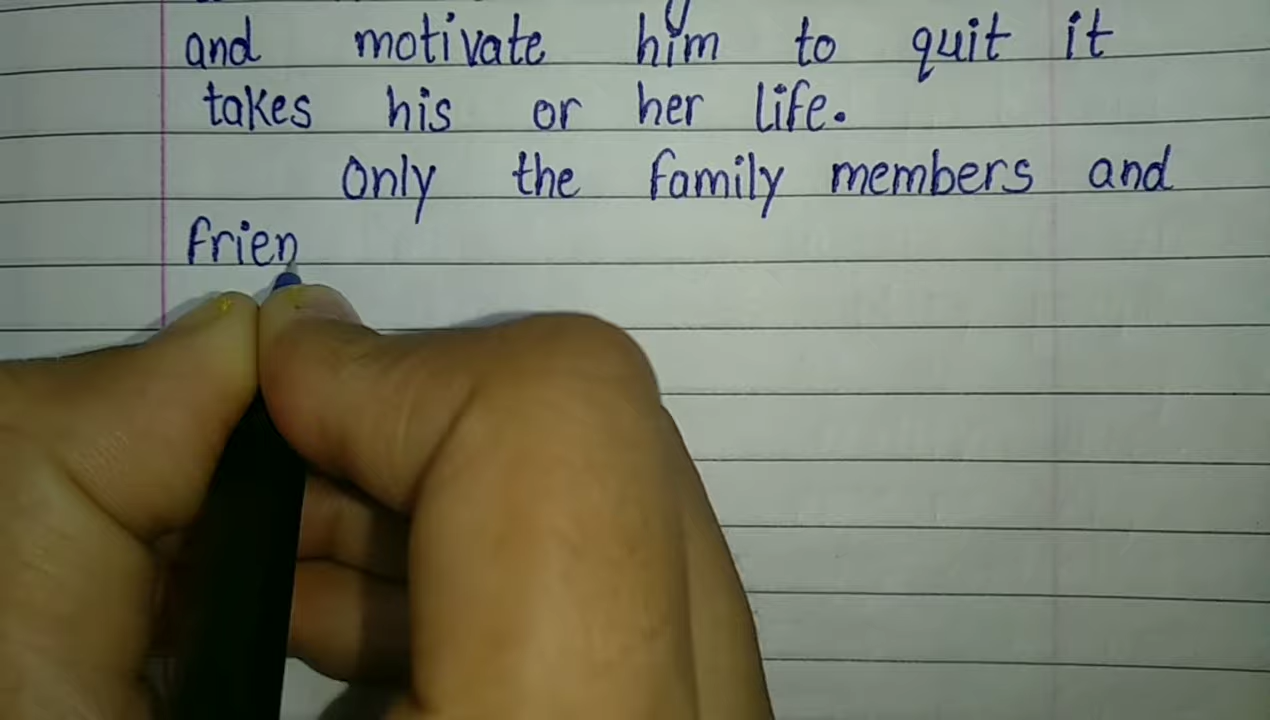 and motivate him to quit it
takes his or her life.
Only the family members and
frien